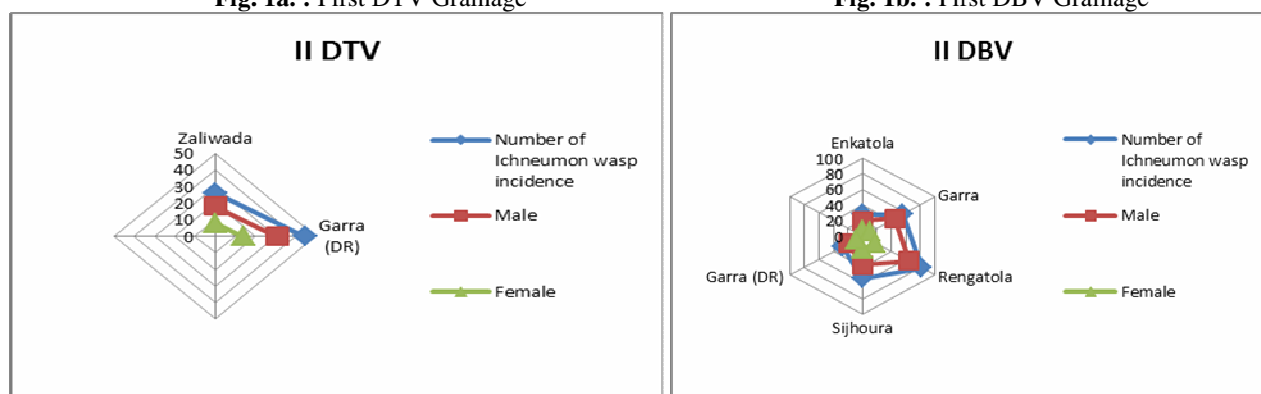 Fig. 1a. : First DTV Grainage
Fig. 1b. : First DBV Grainage
II DTV
Zaliwada
50
40
30
20
10
0
Garra
(DR)
Number of
Ichneumon wasp
incidence
Male
Female
II DBV
Enkatola
100
80
60
40
20
0
Garra
Rengatola
Sijhoura
Garra (DR)
Number of
Ichneumon wasp
incidence
Male
Female